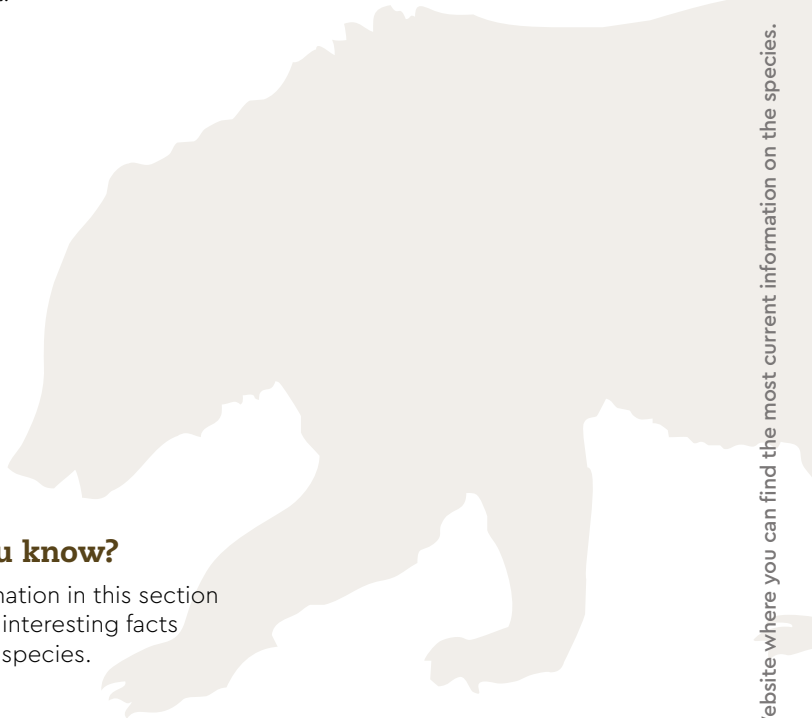 u know?
nation in this section
interesting facts
species.
ebsite where you can find the most current information on the species.